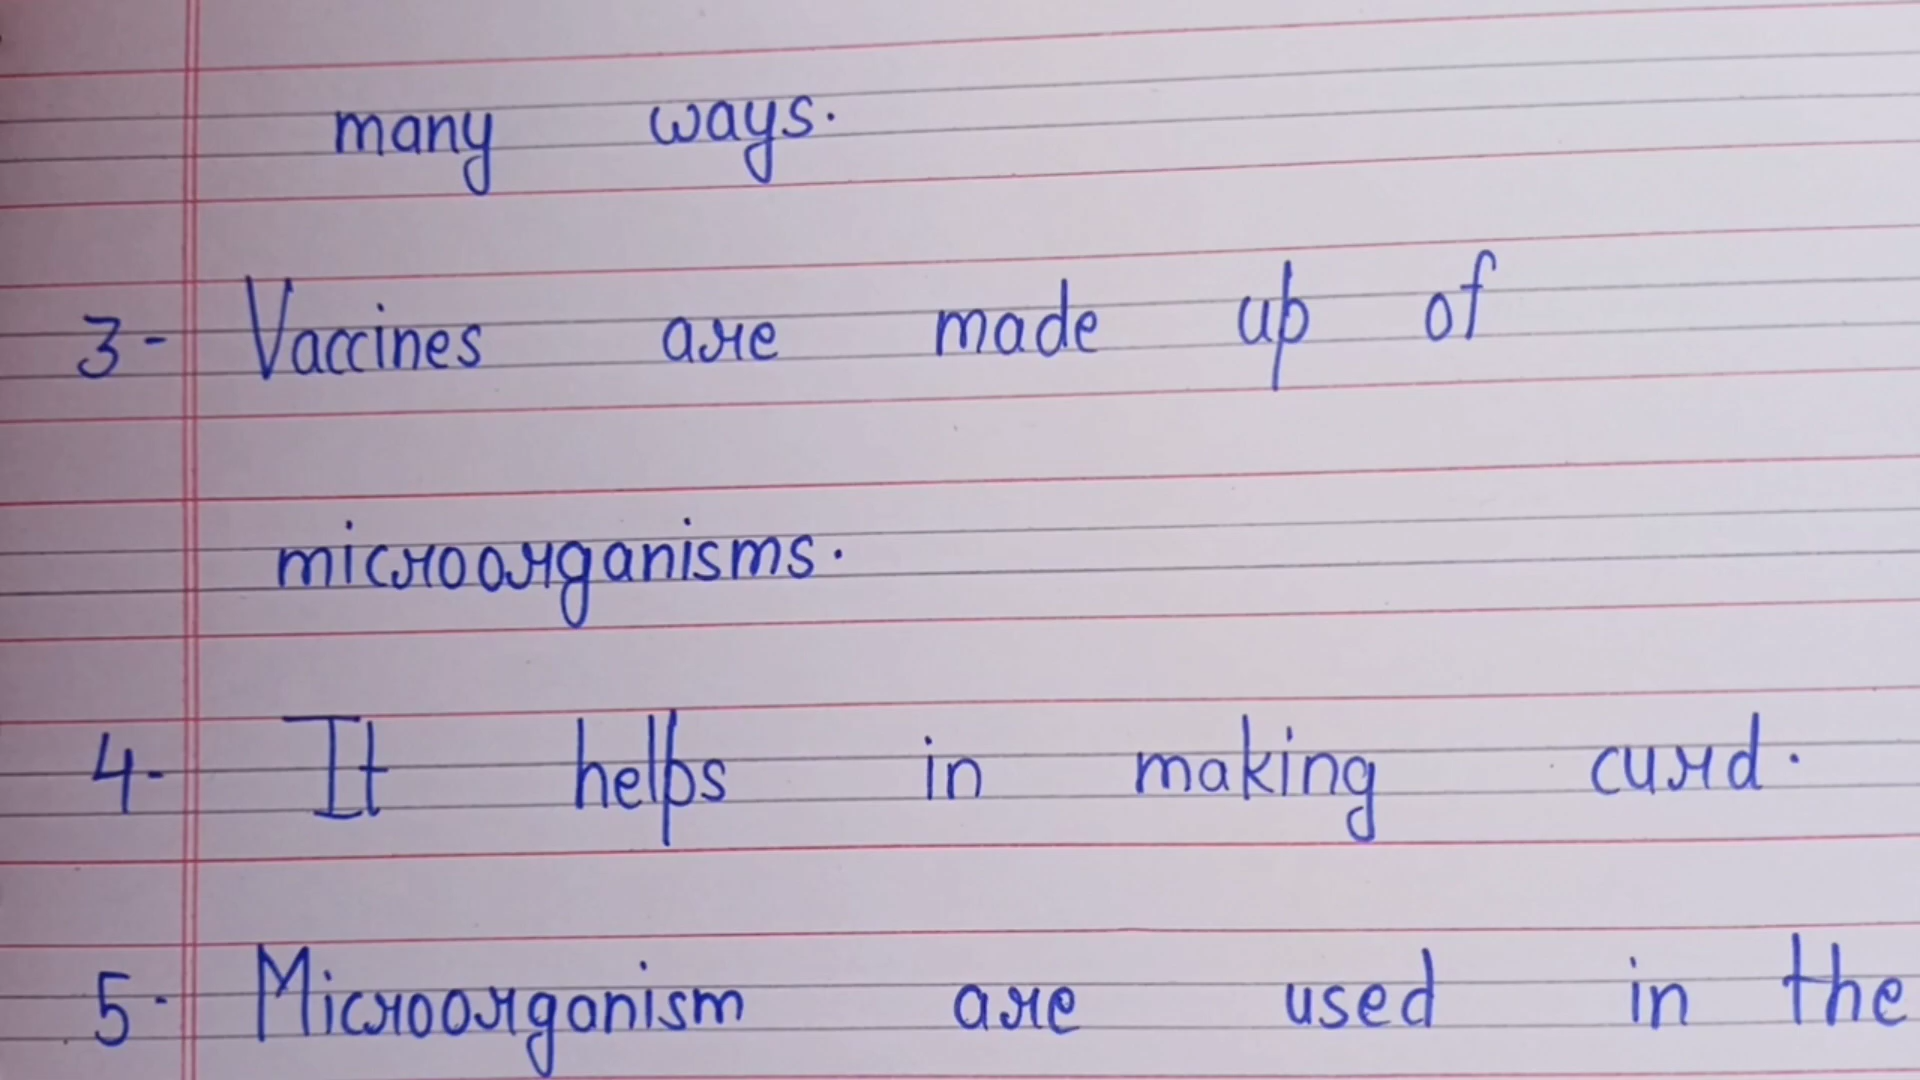 many ways.
3- Vaccines are made up of
microorganisms.
4- It helps in making curd.
5- Microorganism are used in the